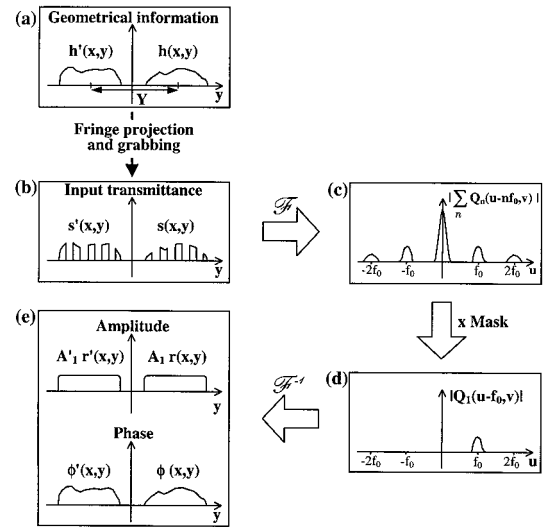 (a)
Geometrical information
h'(x,y) h(x,y)
Y
y
Fringe projection
and grabbing
(b)
Input transmittance
s'(x,y) s(x,y)
y
ℱ
(c)
|∑ Qn(u-nf₀,v) |
n
-2f₀ -f₀ f₀ 2f₀ u
x Mask
(d)
|Q₁(u-f₀,v)|
-2f₀ -f₀ f₀ 2f₀ u
ℱ⁻¹
(e)
Amplitude
A'₁ r'(x,y) A₁ r(x,y)
y
Phase
ϕ'(x,y) ϕ (x,y)
y